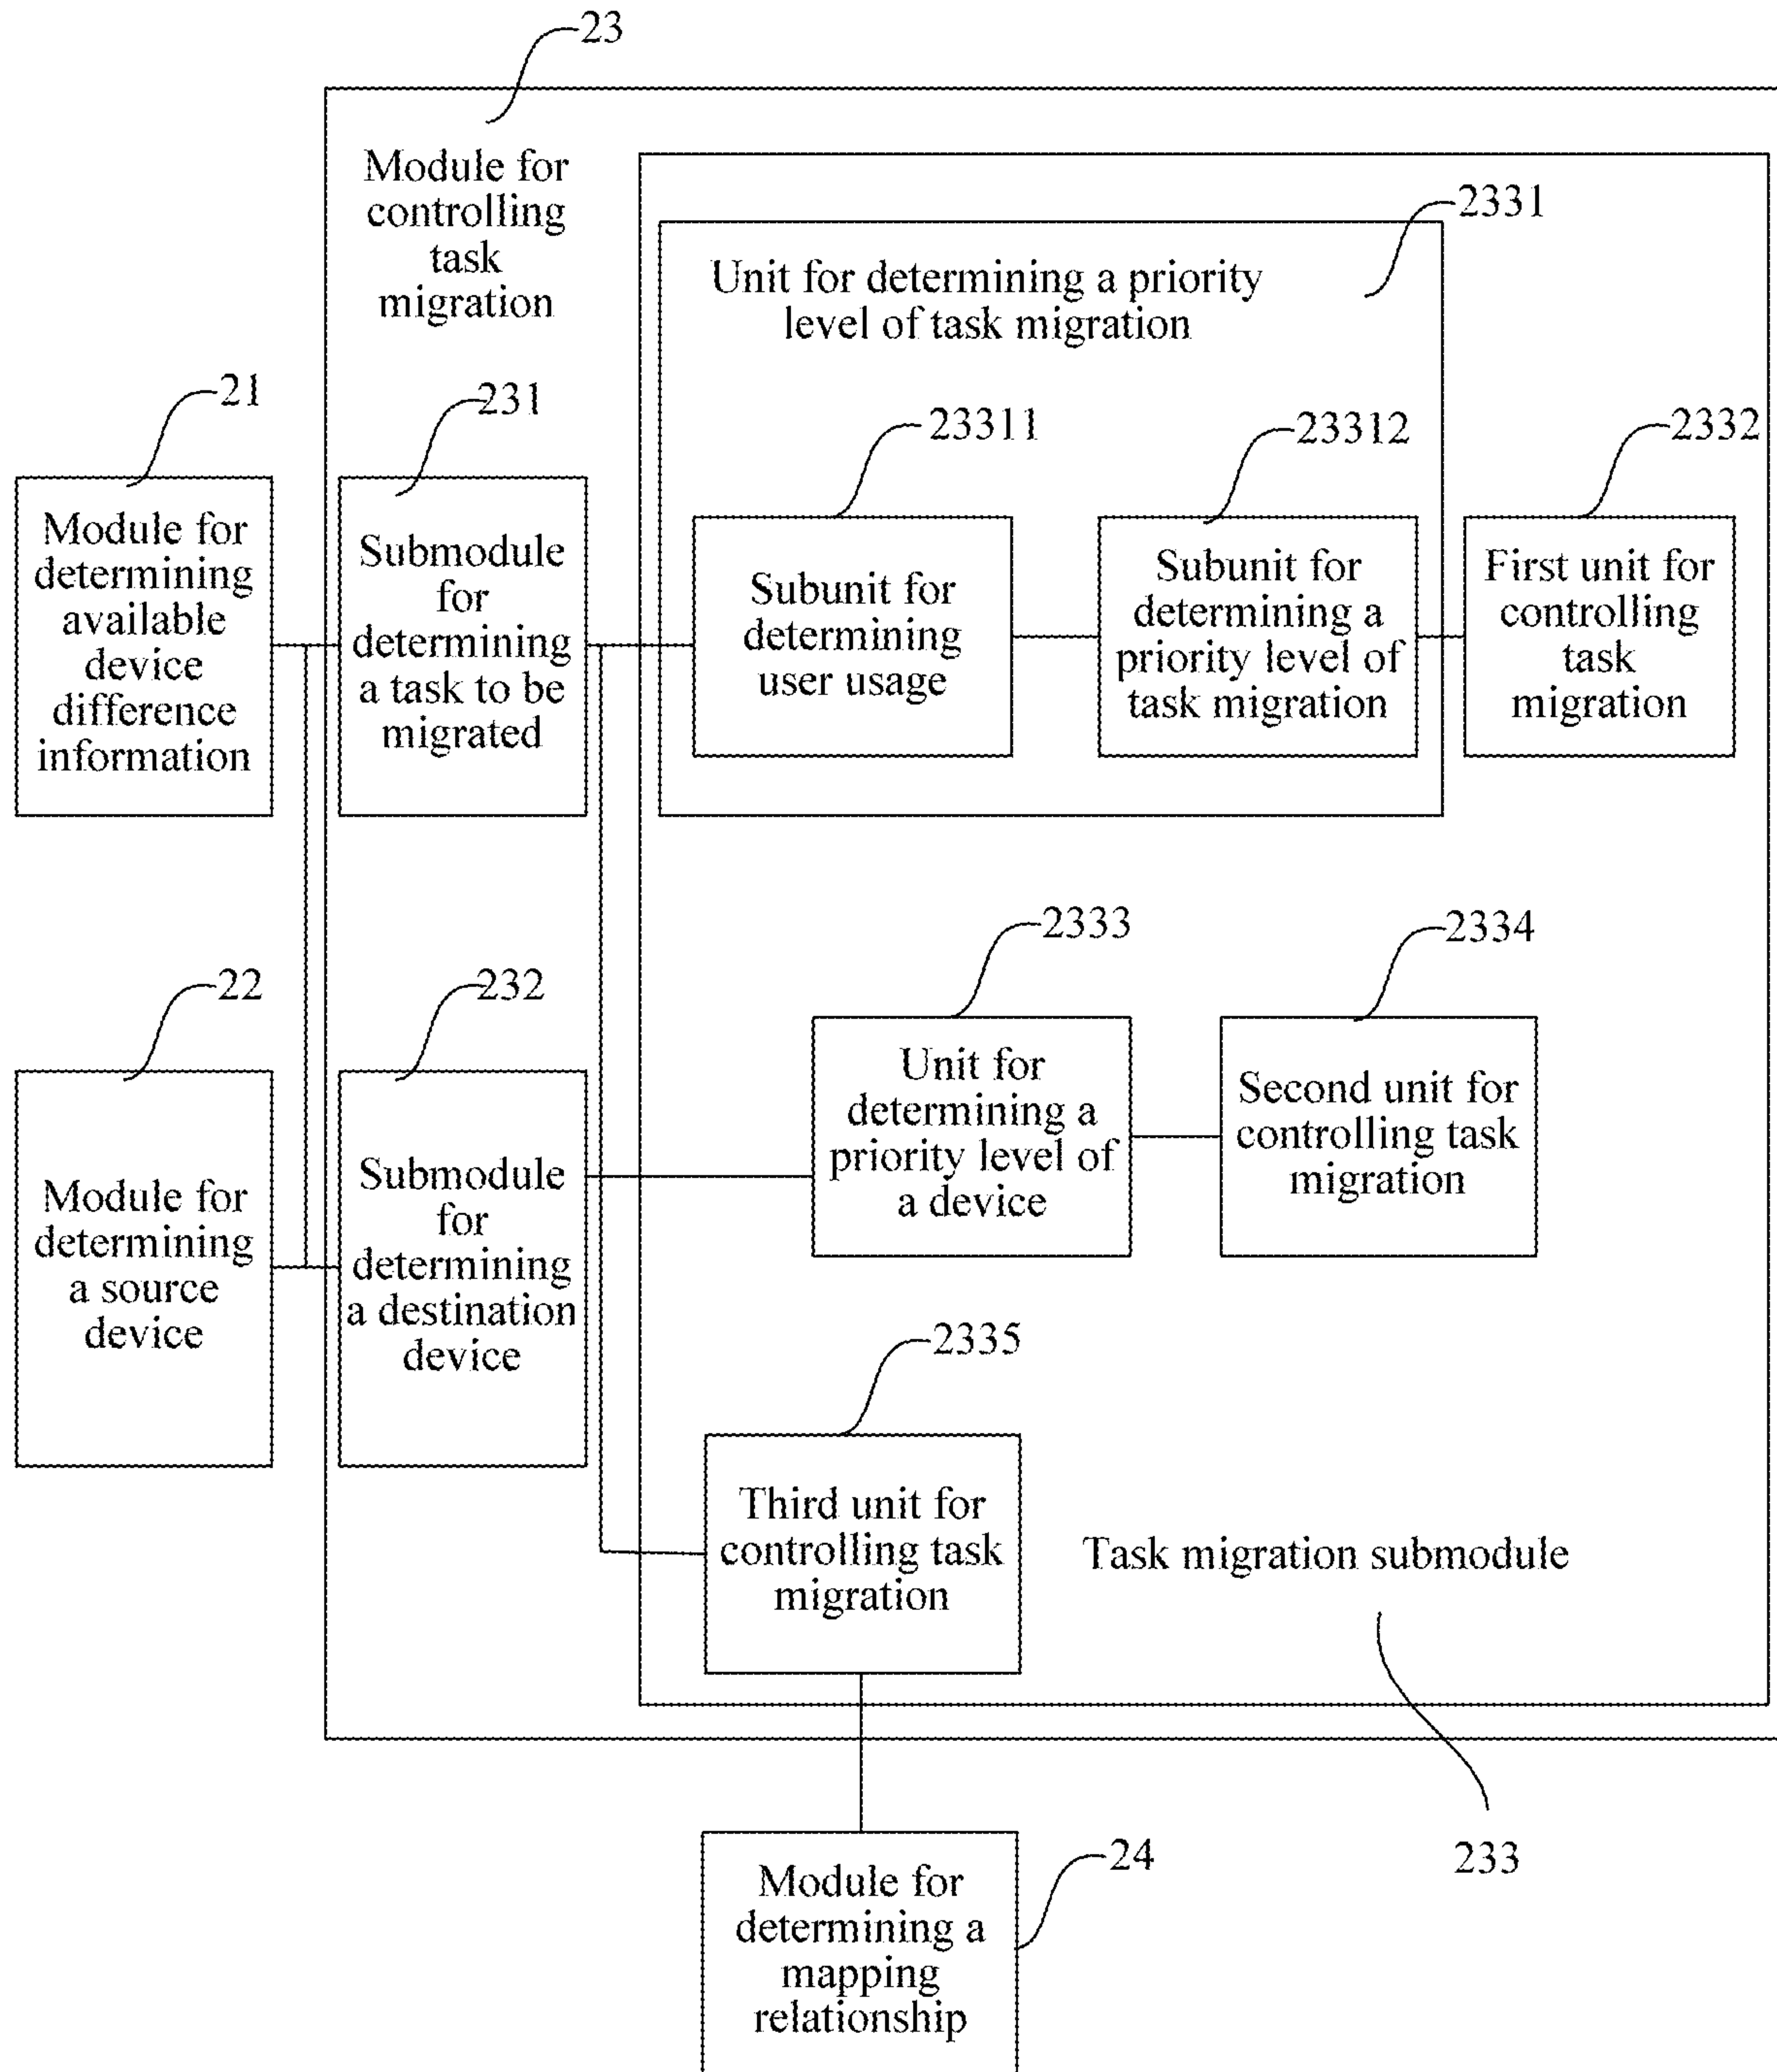 23
Module for
controlling
task
migration
2331
Unit for determining a priority
level of task migration
21
231
23311
23312
2332
Module for
determining
available
device
difference
information
Submodule
for
determining
a task to be
migrated
Subunit for
determining
user usage
Subunit for
determining a
priority level of
task migration
First unit for
controlling
task
migration
22
232
2333
2334
Module for
determining
a source
device
Submodule
for
determining
a destination
device
Unit for
determining a
priority level of
a device
Second unit for
controlling task
migration
2335
Third unit for
controlling task
migration
Task migration submodule
233
24
Module for
determining a
mapping
relationship